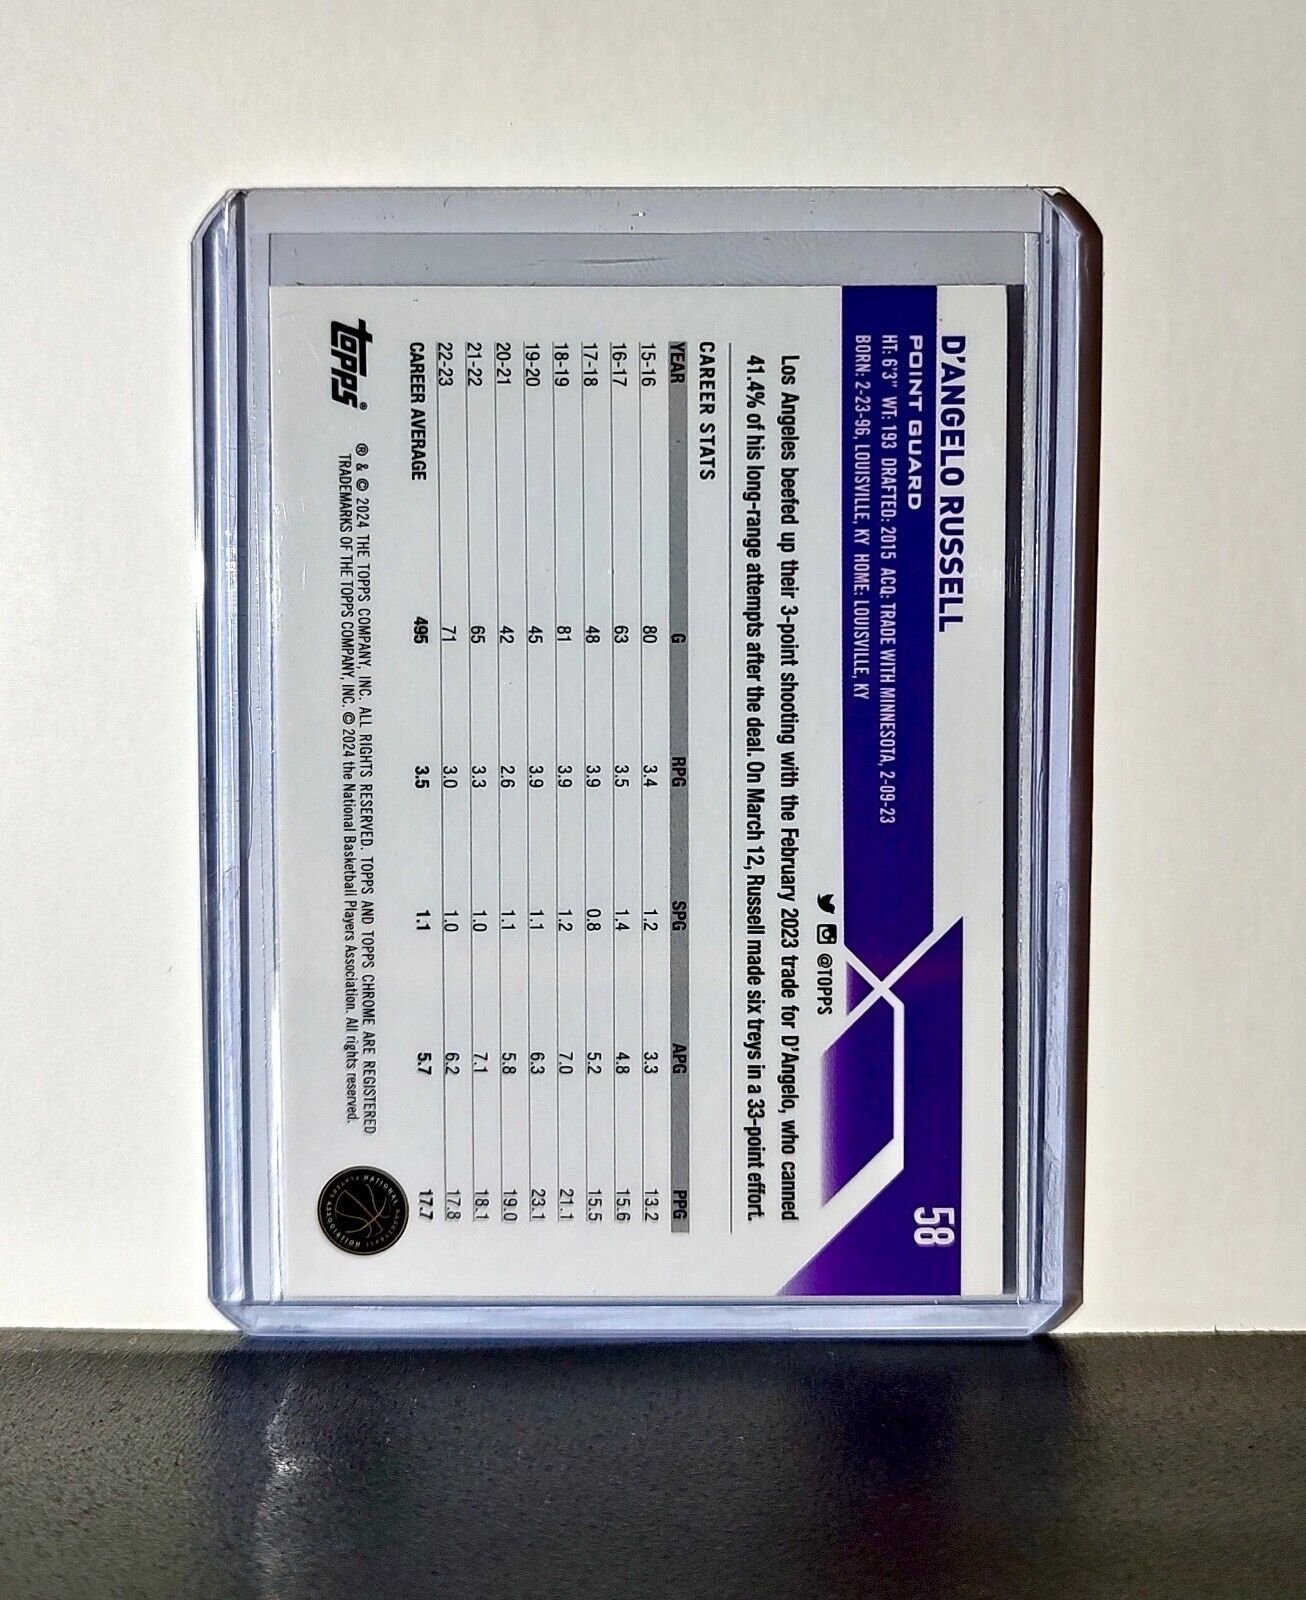 D'ANGELO RUSSELL
58
POINT GUARD
HT: 6'3" WT: 193 DRAFTED: 2015 ACQ: TRADE WITH MINNESOTA, 2-09-23
BORN: 2-23-96, LOUISVILLE, KY HOME: LOUISVILLE, KY
@TOPPS
Los Angeles beefed up their 3-point shooting with the February 2023 trade for D'Angelo, who canned
41.4% of his long-range attempts after the deal. On March 12, Russell made six treys in a 33-point effort.
CAREER STATS
YEAR G RPG SPG APG PPG
15-16 80 3.4 1.2 3.3 13.2
16-17 63 3.5 1.4 4.8 15.6
17-18 48 3.9 0.8 5.2 15.5
18-19 81 3.9 1.2 7.0 21.1
19-20 45 3.9 1.1 6.3 23.1
20-21 42 2.6 1.1 5.8 19.0
21-22 65 3.3 1.0 7.1 18.1
22-23 71 3.0 1.0 6.2 17.8
CAREER AVERAGE 495 3.5 1.1 5.7 17.7
topps®
® & © 2024 THE TOPPS COMPANY, INC. ALL RIGHTS RESERVED. TOPPS AND TOPPS CHROME ARE REGISTERED
TRADEMARKS OF THE TOPPS COMPANY, INC. © 2024 the National Basketball Players Association. All rights reserved.
NATIONAL BASKETBALL
PLAYERS ASSOCIATION